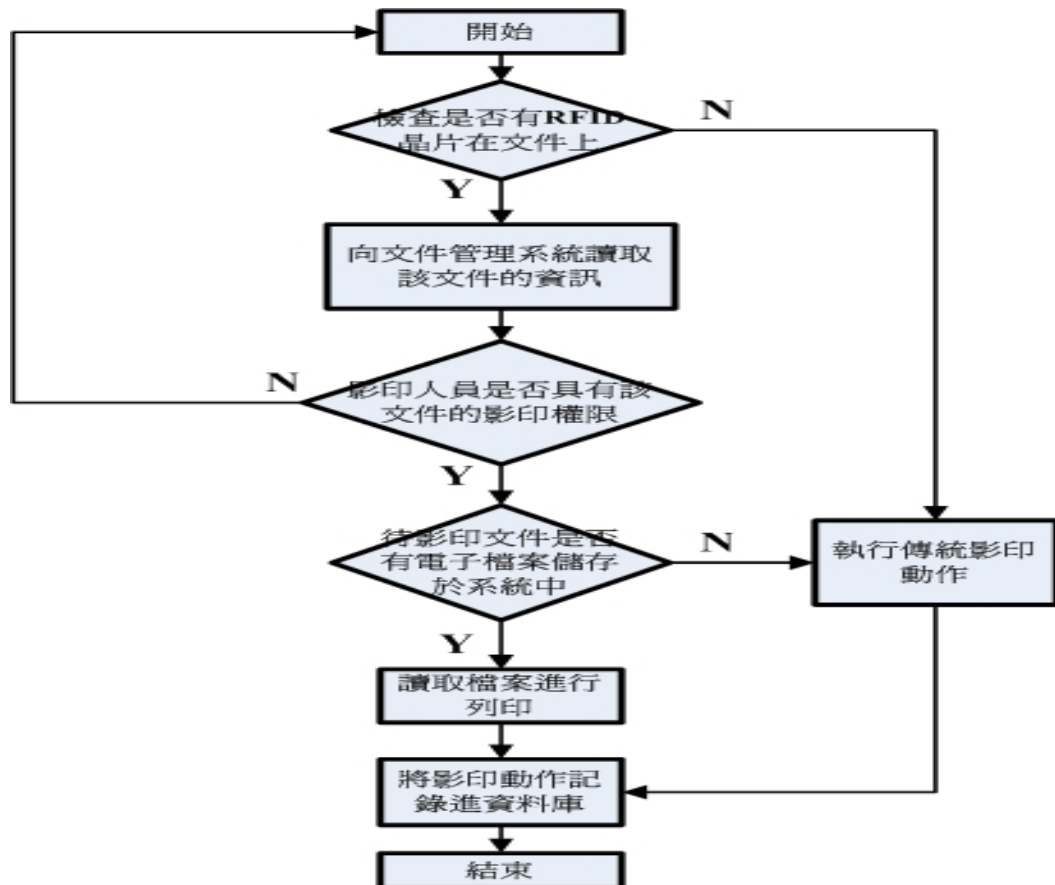 開始
檢查是否有RFID
晶片在文件上
N
Y
向文件管理系統讀取
該文件的資訊
N
影印人員是否具有該
文件的影印權限
Y
待影印文件是否
有電子檔案儲存
於系統中
N
執行傳統影印
動作
Y
讀取檔案進行
列印
將影印動作記
錄進資料庫
結束